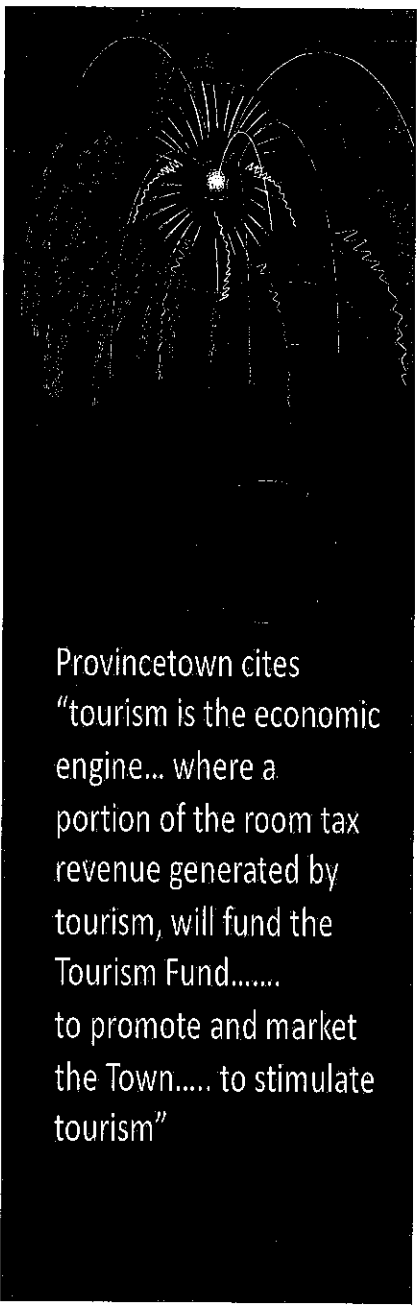 Provincetown cites
“tourism is the economic
engine... where a
portion of the room tax
revenue generated by
tourism, will fund the
Tourism Fund.......
to promote and market
the Town..... to stimulate
tourism”